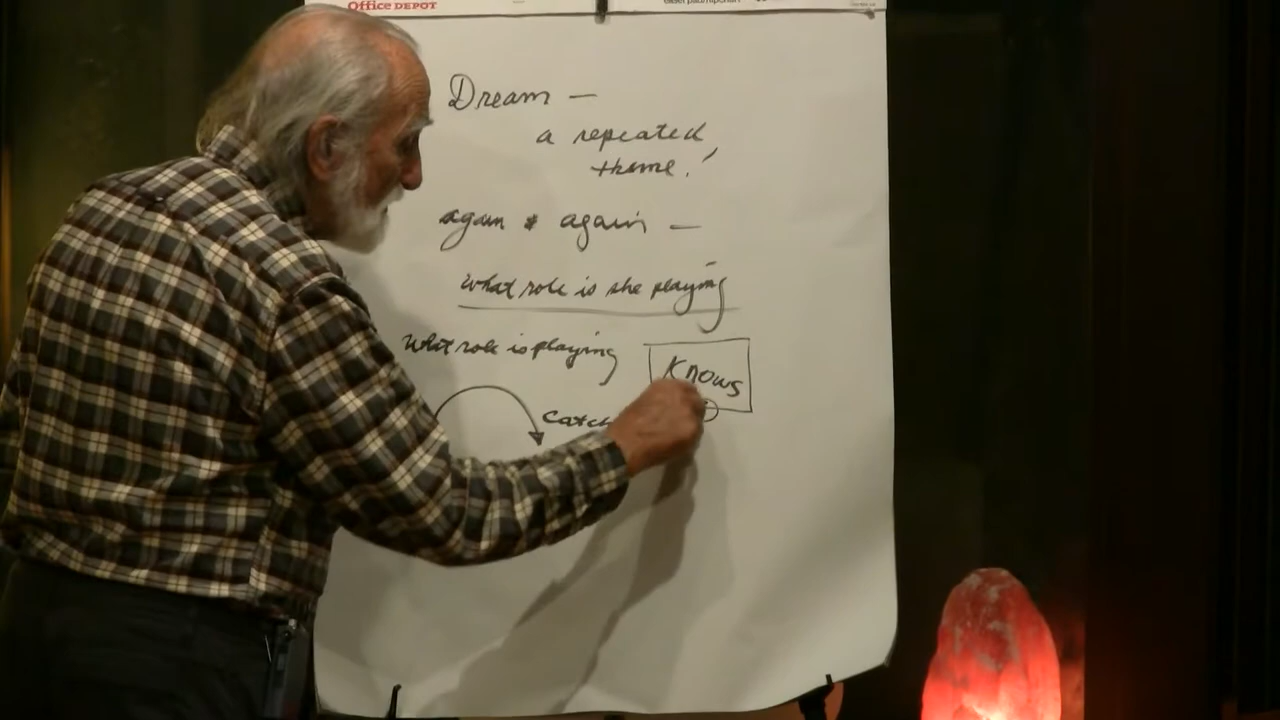 Office DEPOT
Dream —
a repeated
theme!
again & again —
What role is she playing
What role is playing
Knows
Catch